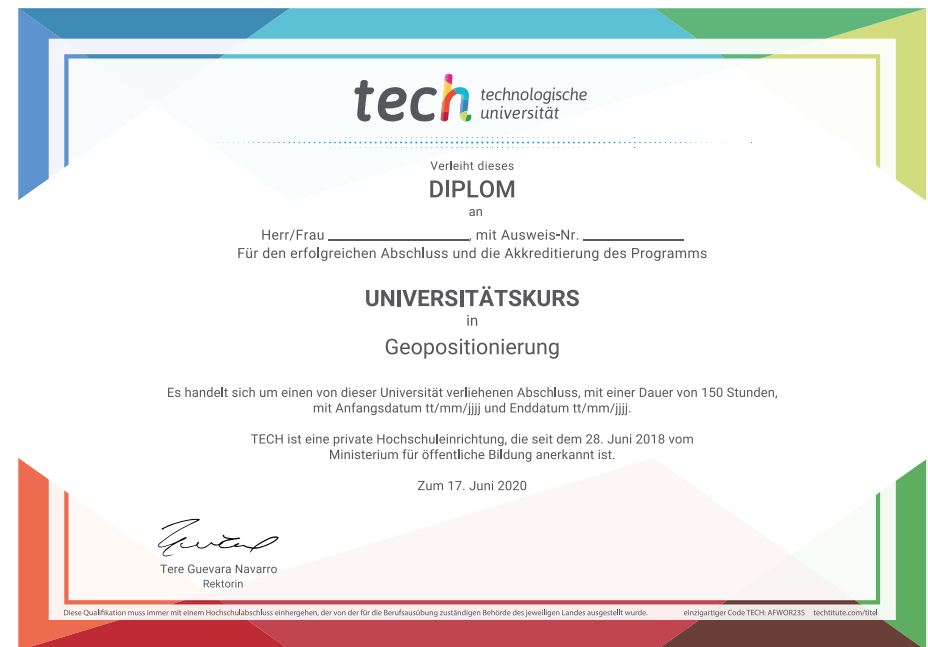 tech technologische
universität
Verleiht dieses
DIPLOM
an
Herr/Frau ____________________, mit Ausweis-Nr. ______________
Für den erfolgreichen Abschluss und die Akkreditierung des Programms
UNIVERSITÄTSKURS
in
Geopositionierung
Es handelt sich um einen von dieser Universität verliehenen Abschluss, mit einer Dauer von 150 Stunden,
mit Anfangsdatum tt/mm/jjjj und Enddatum tt/mm/jjjj.
TECH ist eine private Hochschuleinrichtung, die seit dem 28. Juni 2018 vom
Ministerium für öffentliche Bildung anerkannt ist.
Zum 17. Juni 2020
Tere Guevara Navarro
Rektorin
Diese Qualifikation muss immer mit einem Hochschulabschluss einhergehen, der von der für die Berufsausübung zuständigen Behörde des jeweiligen Landes ausgestellt wurde. einzigartiger Code TECH: AFWOR23S techtitute.com/titel